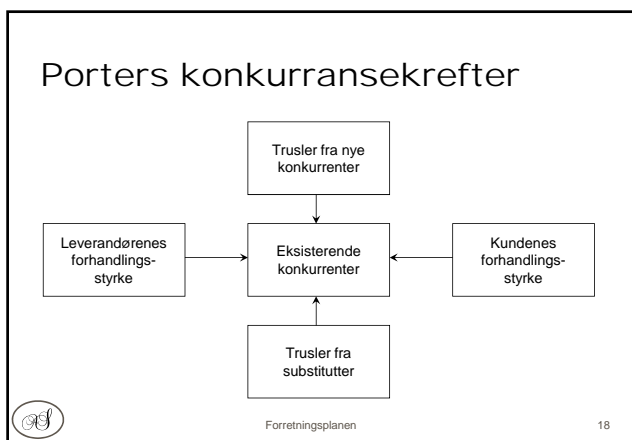 Porters konkurransekrefter
Trusler fra nye
konkurrenter
Leverandørenes
forhandlings-
styrke
Eksisterende
konkurrenter
Kundenes
forhandlings-
styrke
Trusler fra
substitutter
Forretningsplanen
18